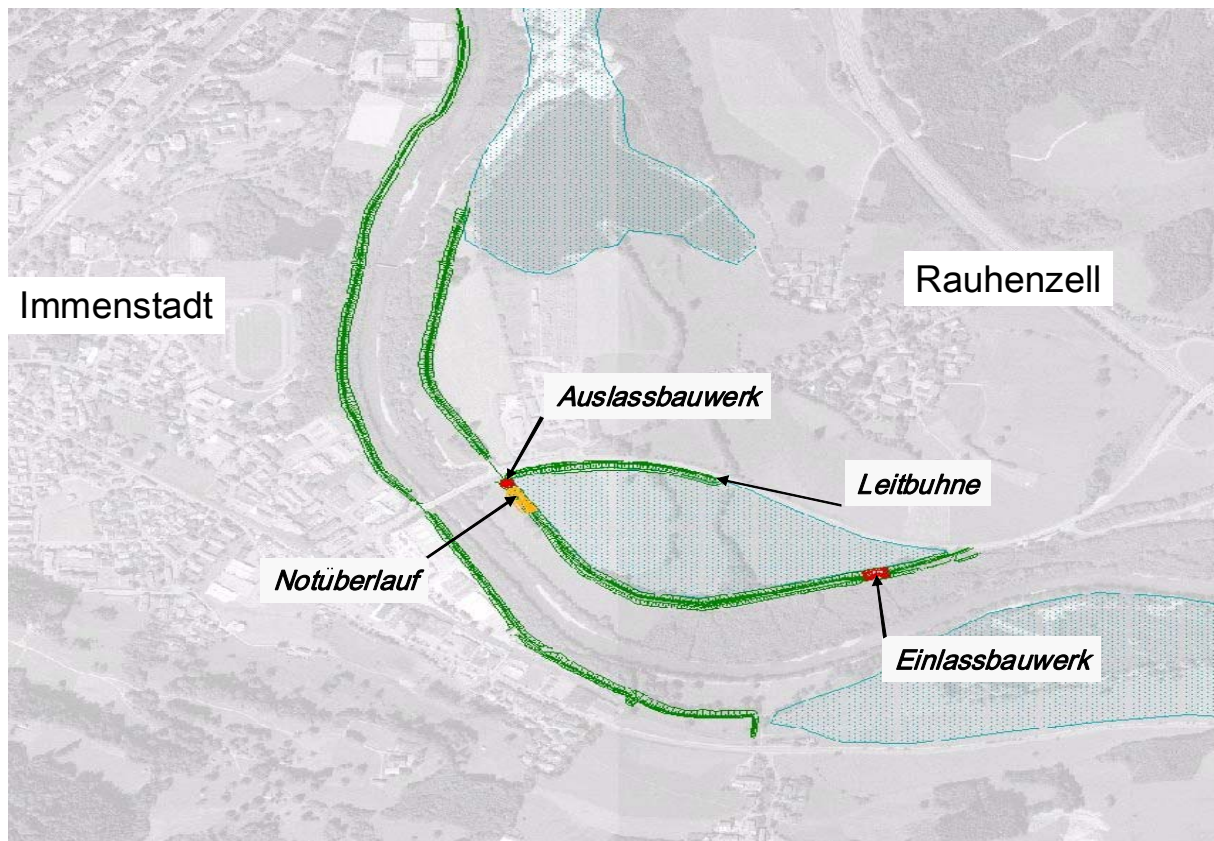 Rauhenzell
Immenstadt
Auslassbauwerk
Leitbuhne
Notüberlauf
Einlassbauwerk